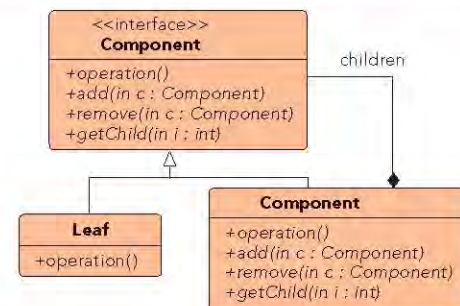 <<interface>>
Component
+operation()
+add(in c : Component)
+remove(in c : Component)
+getChild(in i : int)
children
Leaf
+operation()
Component
+operation()
+add(in c : Component)
+remove(in c : Component)
+getChild(in i : int)